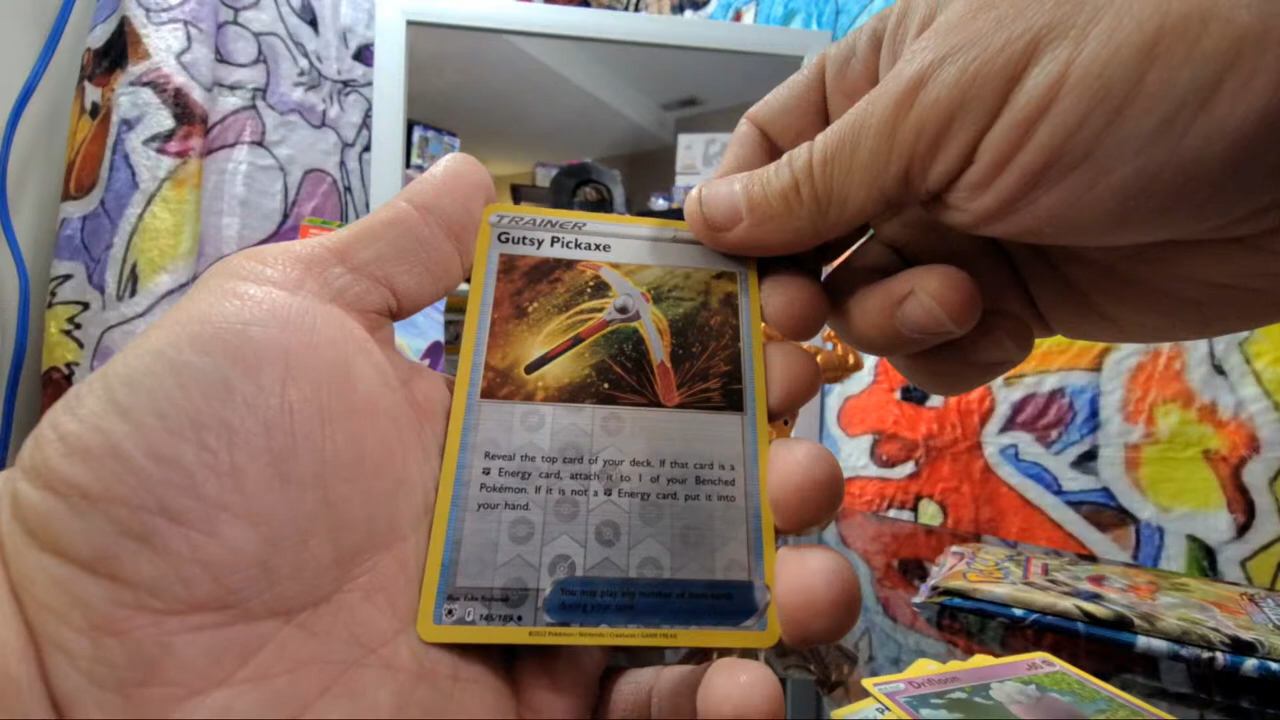 TRAINER
Gutsy Pickaxe
Reveal the top card of your deck. If that card is a
Energy card, attach it to 1 of your Benched
Pokémon. If it is not a Energy card, put it into
your hand.
You may play any number of Item cards
during your turn.
F 145/189
©2022 Pokémon / Nintendo / Creatures / GAME FREAK
Drifloon